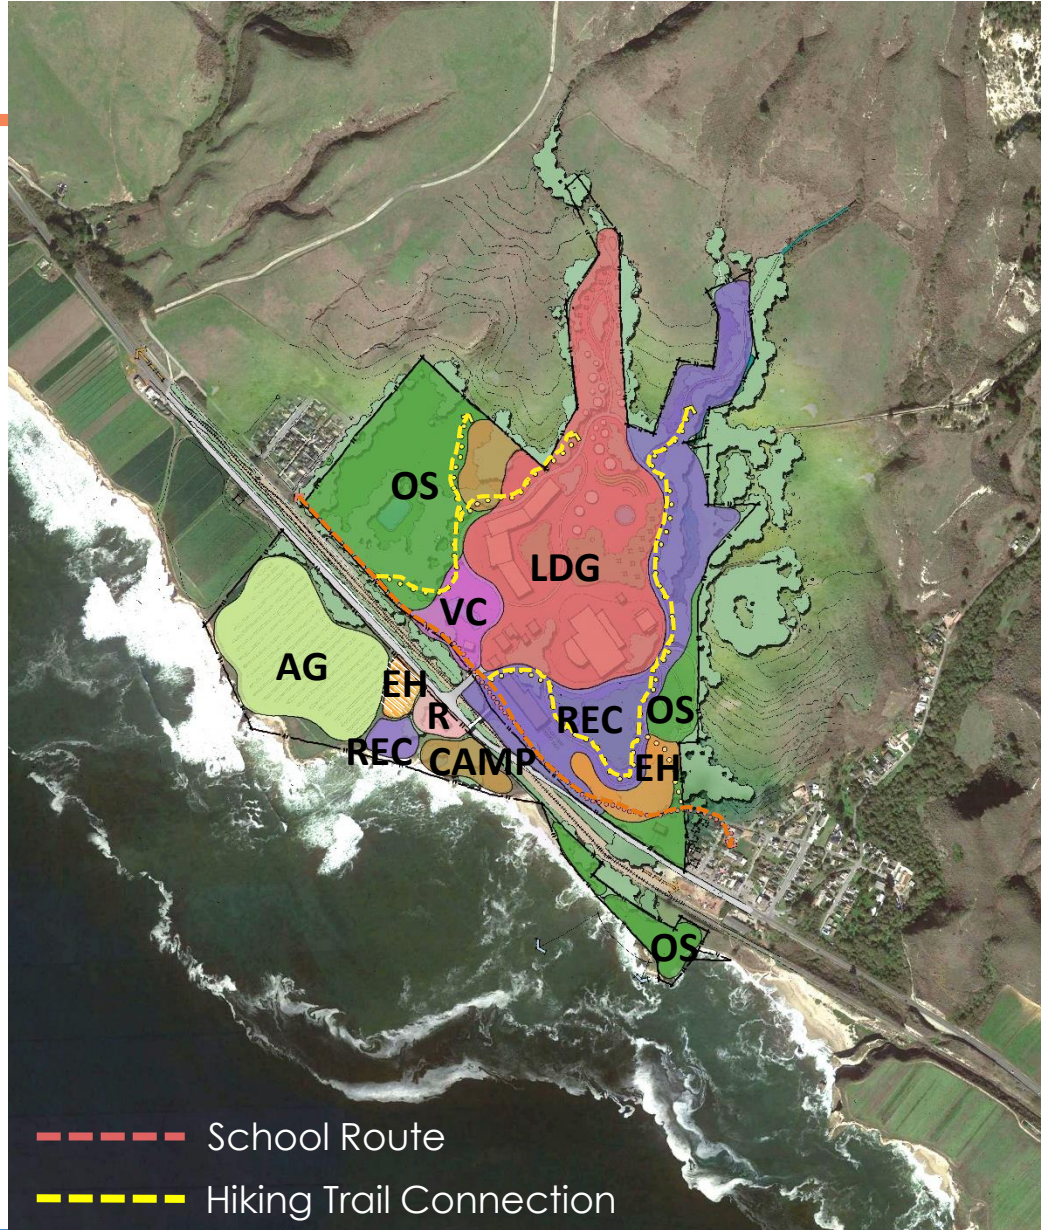 OS
LDG
VC
AG
EH
R
REC
OS
REC
CAMP
EH
OS
School Route
Hiking Trail Connection